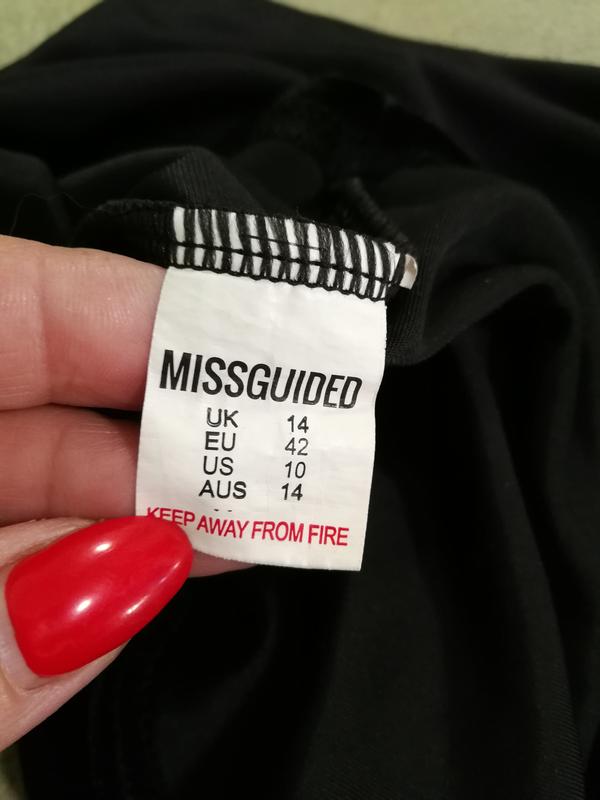 MISSGUIDED
UK 14
EU 42
US 10
AUS 14
KEEP AWAY FROM FIRE